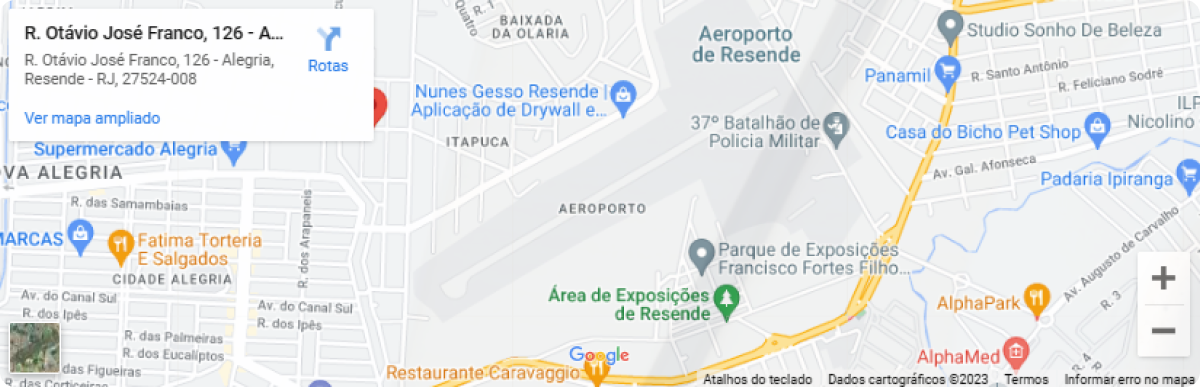 R. Otávio José Franco, 126 - A...
R. Otávio José Franco, 126 - Alegria,
Resende - RJ, 27524-008
Rotas
Ver mapa ampliado
Quatro
R. 1
BAIXADA
DA OLARIA
Aeroporto
de Resende
Studio Sonho De Beleza
Panamil
R. Santo Antônio
R. Feliciano Sodré
Nunes Gesso Resende |
Aplicação de Drywall e...
37º Batalhão de
Polícia Militar
ILP
Nicolino
Casa do Bicho Pet Shop
ITAPUCA
Supermercado Alegria
OVA ALEGRIA
Av. Gal. Afonseca
Padaria Ipiranga
R. das Samambaias
R. dos Arapaneis
AEROPORTO
MARCAS
Fatima Torteria
E Salgados
CIDADE ALEGRIA
Parque de Exposições
Francisco Fortes Filho...
Av. Augusto de Carvalho
Av. do Canal Sul
R. dos Ipês
Av. do Canal Sul
R. dos Ipês
Área de Exposições
de Resende
AlphaPark
R. 3
R. das Palmeiras
R. dos Eucaliptos
das Figueiras
R. das Corticeiras
Google
Restaurante Caravaggio
AlphaMed
Atalhos do teclado
Dados cartográficos ©2023
Termos
Informar erro no mapa